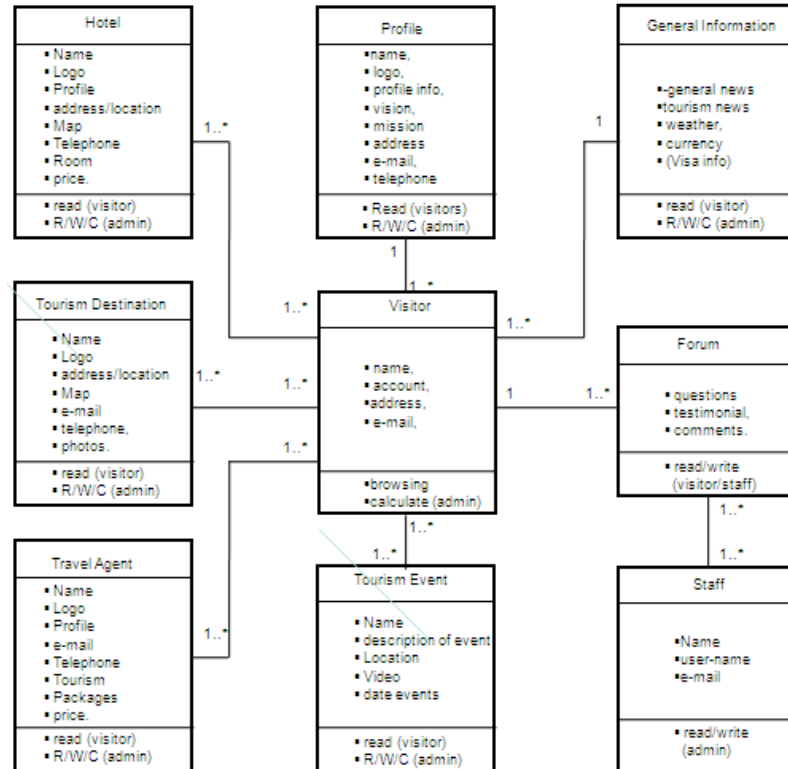 Hotel
▪ Name
▪ Logo
▪ Profile
▪ address/location
▪ Map
▪ Telephone
▪ Room
▪ price.
▪ read (visitor)
▪ R/W/C (admin)
1..*
1..*
Profile
▪name,
▪ logo,
▪ profile info,
▪ vision,
▪ mission
▪ address
▪ e-mail,
▪ telephone
▪ Read (visitors)
▪ R/W/C (admin)
1
1..*
General Information
▪-general news
▪tourism news
▪ weather,
▪ currency
▪ (Visa info)
▪ read (visitor)
▪ R/W/C (admin)
1
1..*
Tourism Destination
▪ Name
▪ Logo
▪ address/location
▪ Map
▪ e-mail
▪ telephone,
▪ photos.
▪ read (visitor)
▪ R/W/C (admin)
1..*
1..*
Visitor
▪ name,
▪ account,
▪address,
▪ e-mail,
▪browsing
▪calculate (admin)
1
1..*
Forum
▪ questions
▪ testimonial,
▪ comments.
▪ read/write
(visitor/staff)
1..*
1..*
Travel Agent
▪ Name
▪ Logo
▪ Profile
▪ e-mail
▪ Telephone
▪ Tourism
▪ Packages
▪ price.
▪ read (visitor)
▪ R/W/C (admin)
1..*
1..*
1..*
1..*
Tourism Event
▪ Name
▪ description of event
▪ Location
▪ Video
▪ date events
▪ read (visitor)
▪ R/W/C (admin)
Staff
▪Name
▪user-name
▪e-mail
▪ read/write
(admin)